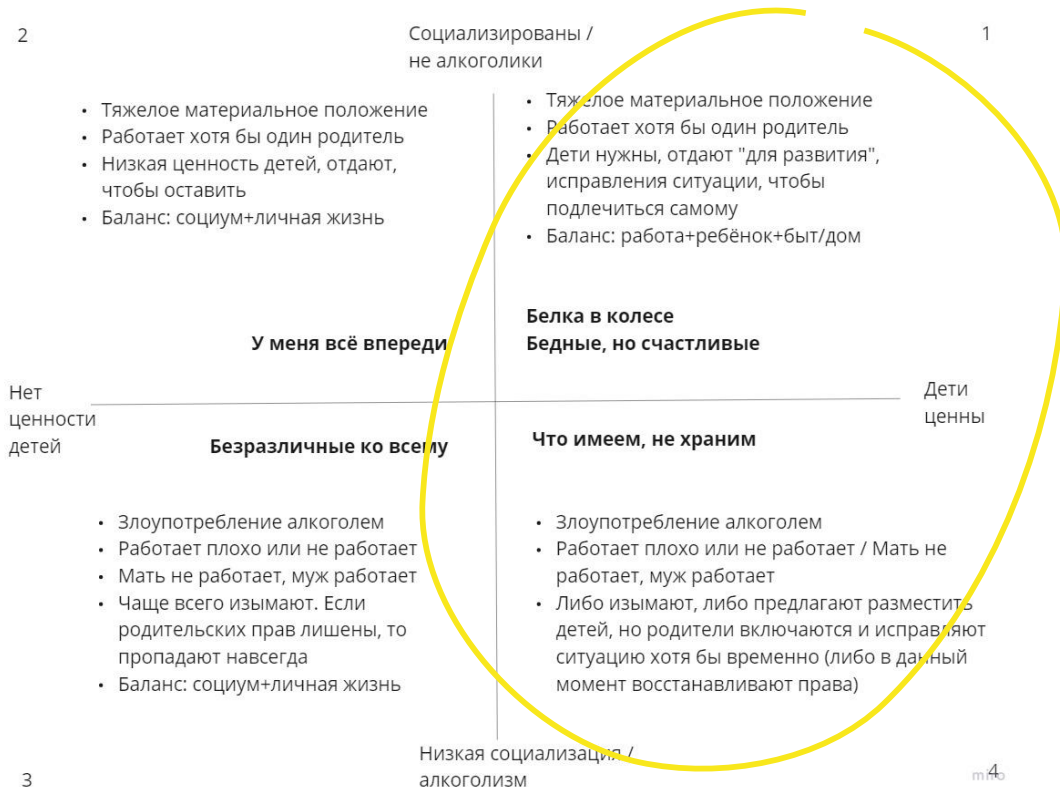 2
Социализированы /
не алкоголики
1
• Тяжелое материальное положение
• Работает хотя бы один родитель
• Низкая ценность детей, отдают,
чтобы оставить
• Баланс: социум+личная жизнь
• Тяжелое материальное положение
• Работает хотя бы один родитель
• Дети нужны, отдают "для развития",
исправления ситуации, чтобы
подлечиться самому
• Баланс: работа+ребёнок+быт/дом
У меня всё впереди
Белка в колесе
Бедные, но счастливые
Нет
ценности
детей
Дети
ценны
Безразличные ко всему
Что имеем, не храним
• Злоупотребление алкоголем
• Работает плохо или не работает
• Мать не работает, муж работает
• Чаще всего изымают. Если
родительских прав лишены, то
пропадают навсегда
• Баланс: социум+личная жизнь
• Злоупотребление алкоголем
• Работает плохо или не работает / Мать не
работает, муж работает
• Либо изымают, либо предлагают разместить
детей, но родители включаются и исправляют
ситуацию хотя бы временно (либо в данный
момент восстанавливают права)
3
Низкая социализация /
алкоголизм
4
miro